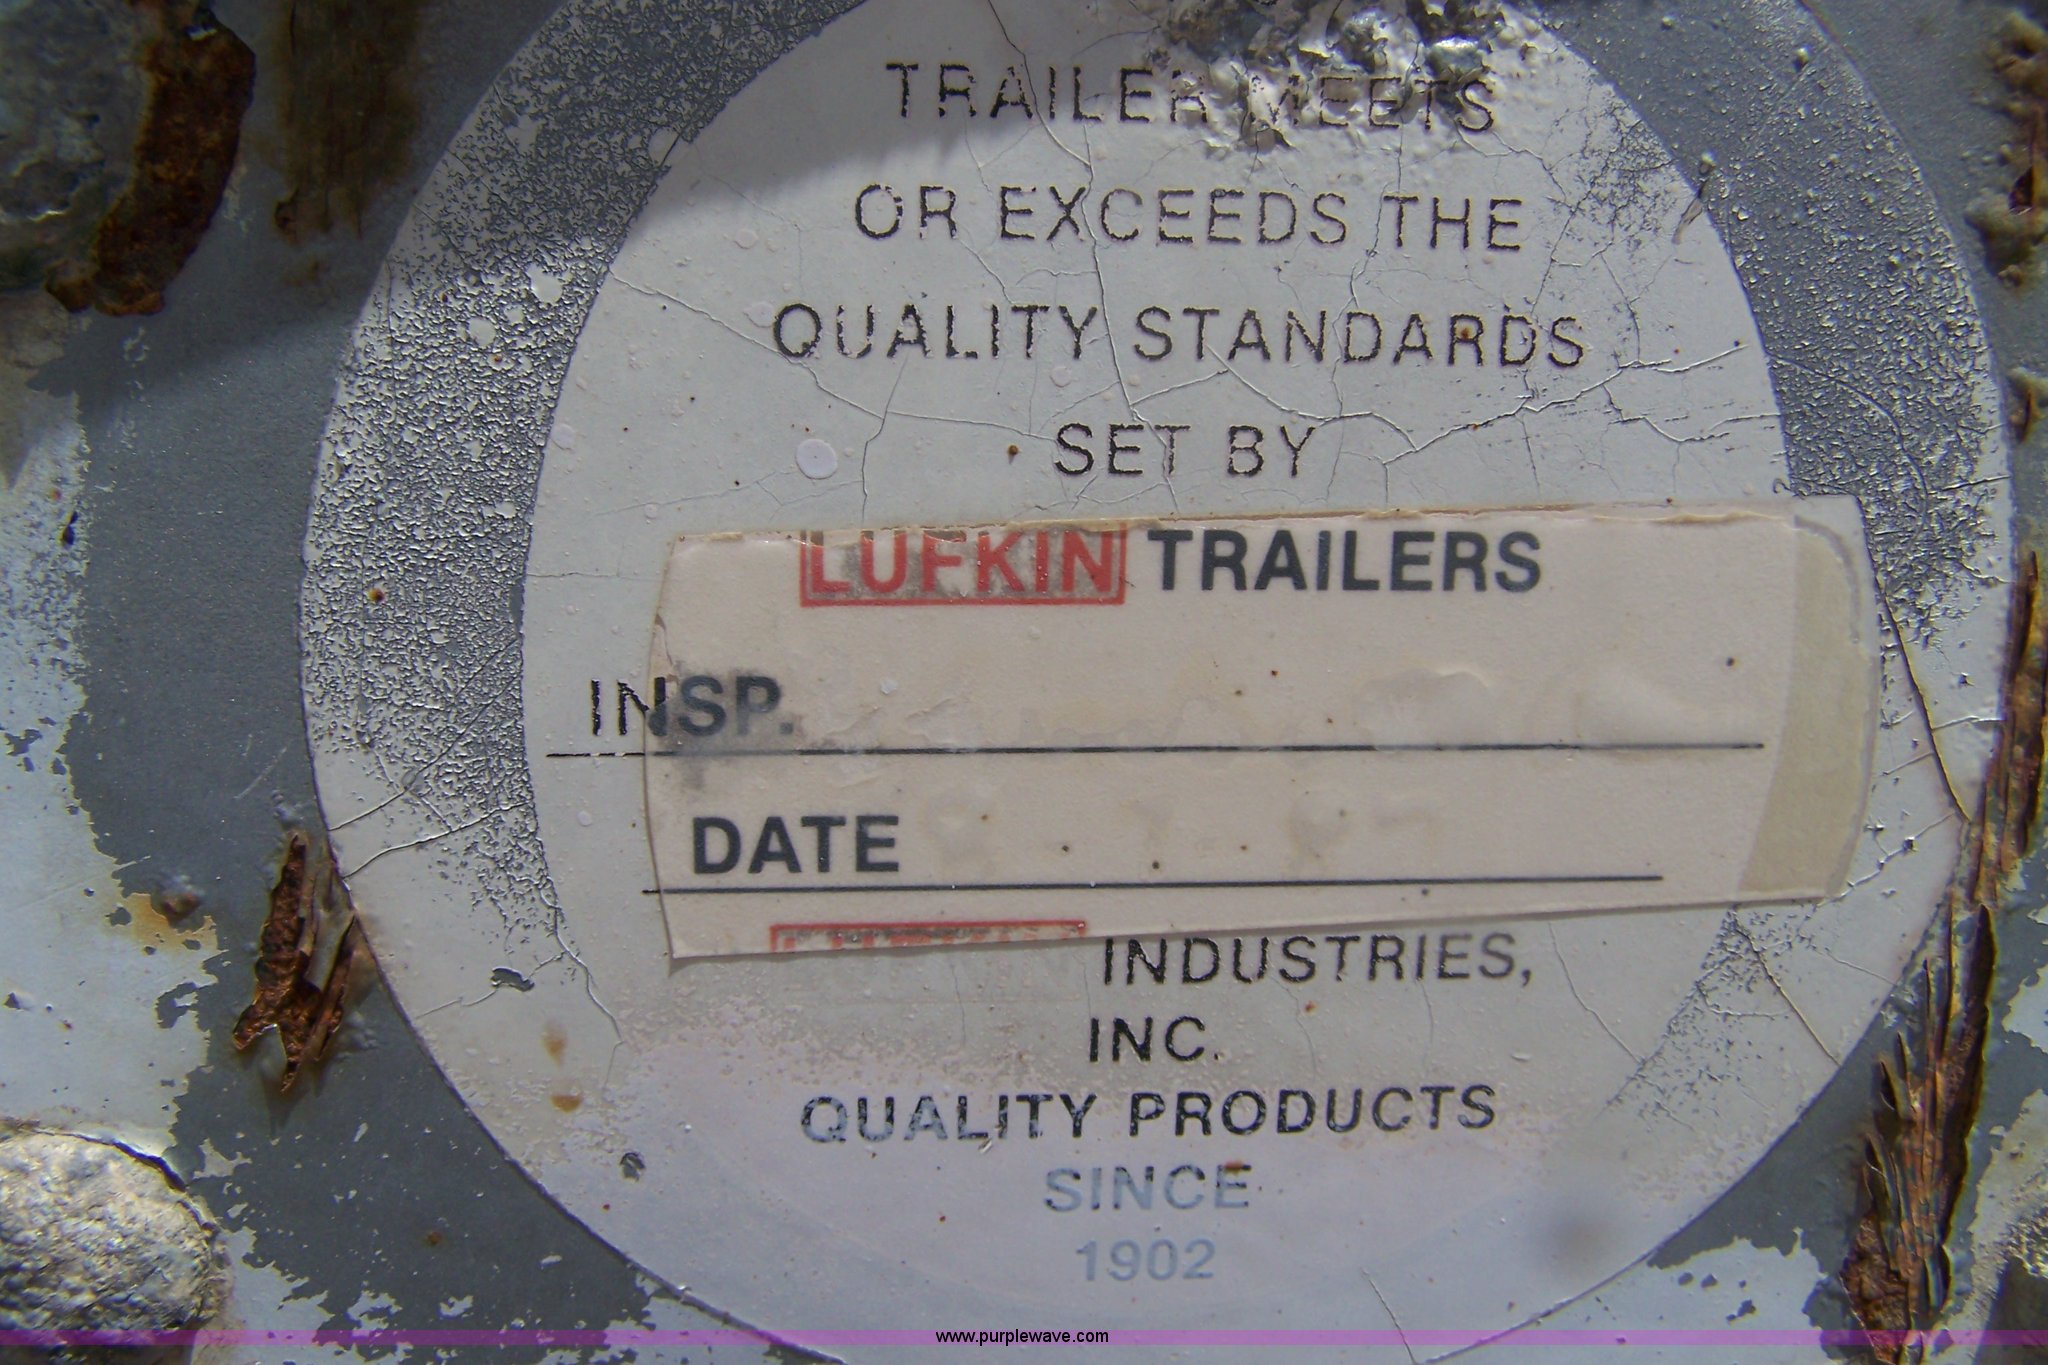 TRAILER MEETS
OR EXCEEDS THE
QUALITY STANDARDS
SET BY
LUFKIN TRAILERS
INSP.
DATE
INDUSTRIES,
INC.
QUALITY PRODUCTS
SINCE
1902
www.purplewave.com